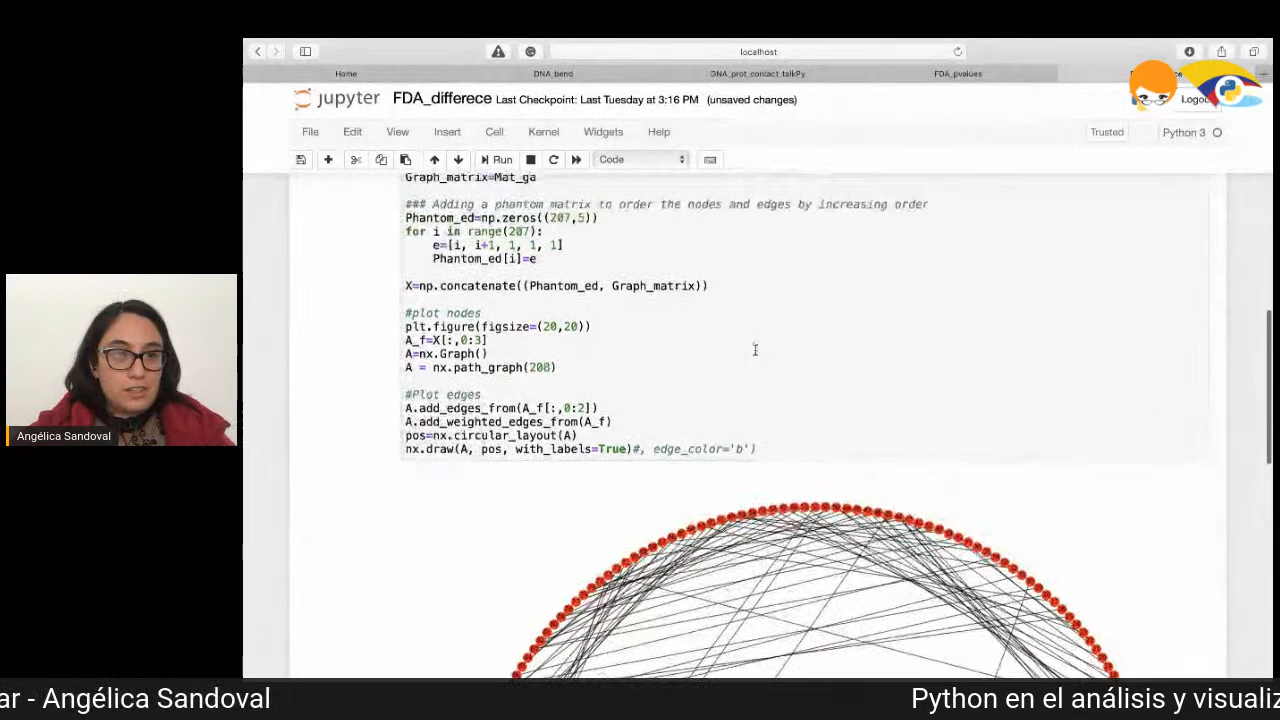 localhost
Home
DNA_bend
DNA_prot_contact_talkPy
FDA_pvalues
jupyter
FDA_differece Last Checkpoint: Last Tuesday at 3:16 PM (unsaved changes)
Logout
File Edit View Insert Cell Kernel Widgets Help
Trusted
Python 3
Run
Code
Graph_matrix=Mat_ga
### Adding a phantom matrix to order the nodes and edges by increasing order
Phantom_ed=np.zeros((207,5))
for i in range(207):
e=[i, i+1, 1, 1, 1]
Phantom_ed[i]=e
X=np.concatenate((Phantom_ed, Graph_matrix))
#plot nodes
plt.figure(figsize=(20,20))
A_f=X[:,0:3]
A=nx.Graph()
A = nx.path_graph(208)
#Plot edges
A.add_edges_from(A_f[:,0:2])
A.add_weighted_edges_from(A_f)
pos=nx.circular_layout(A)
nx.draw(A, pos, with_labels=True)#, edge_color='b')
Angélica Sandoval
ar - Angélica Sandoval
Python en el análisis y visualiz